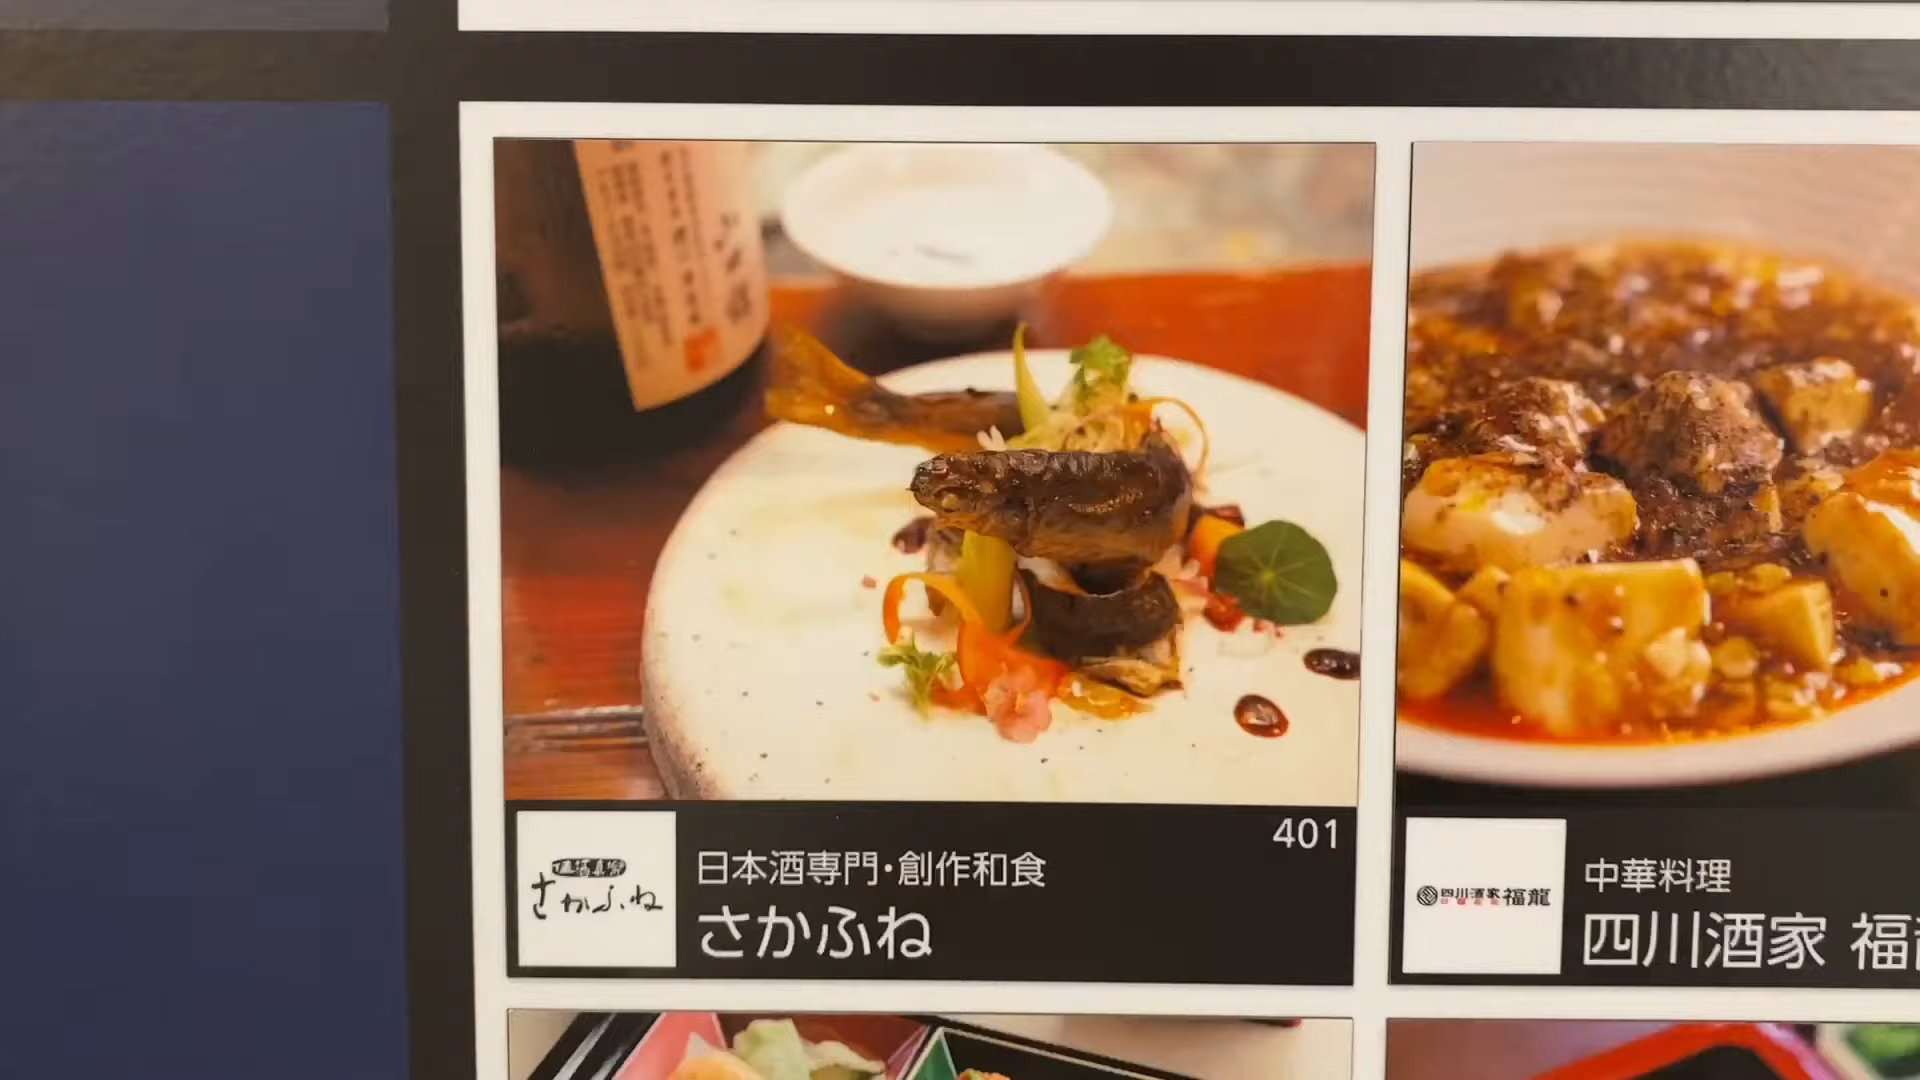 401
日本酒専門・創作和食
さかふね
さかふね
中華料理
四川酒家 福
四川酒家
福龍